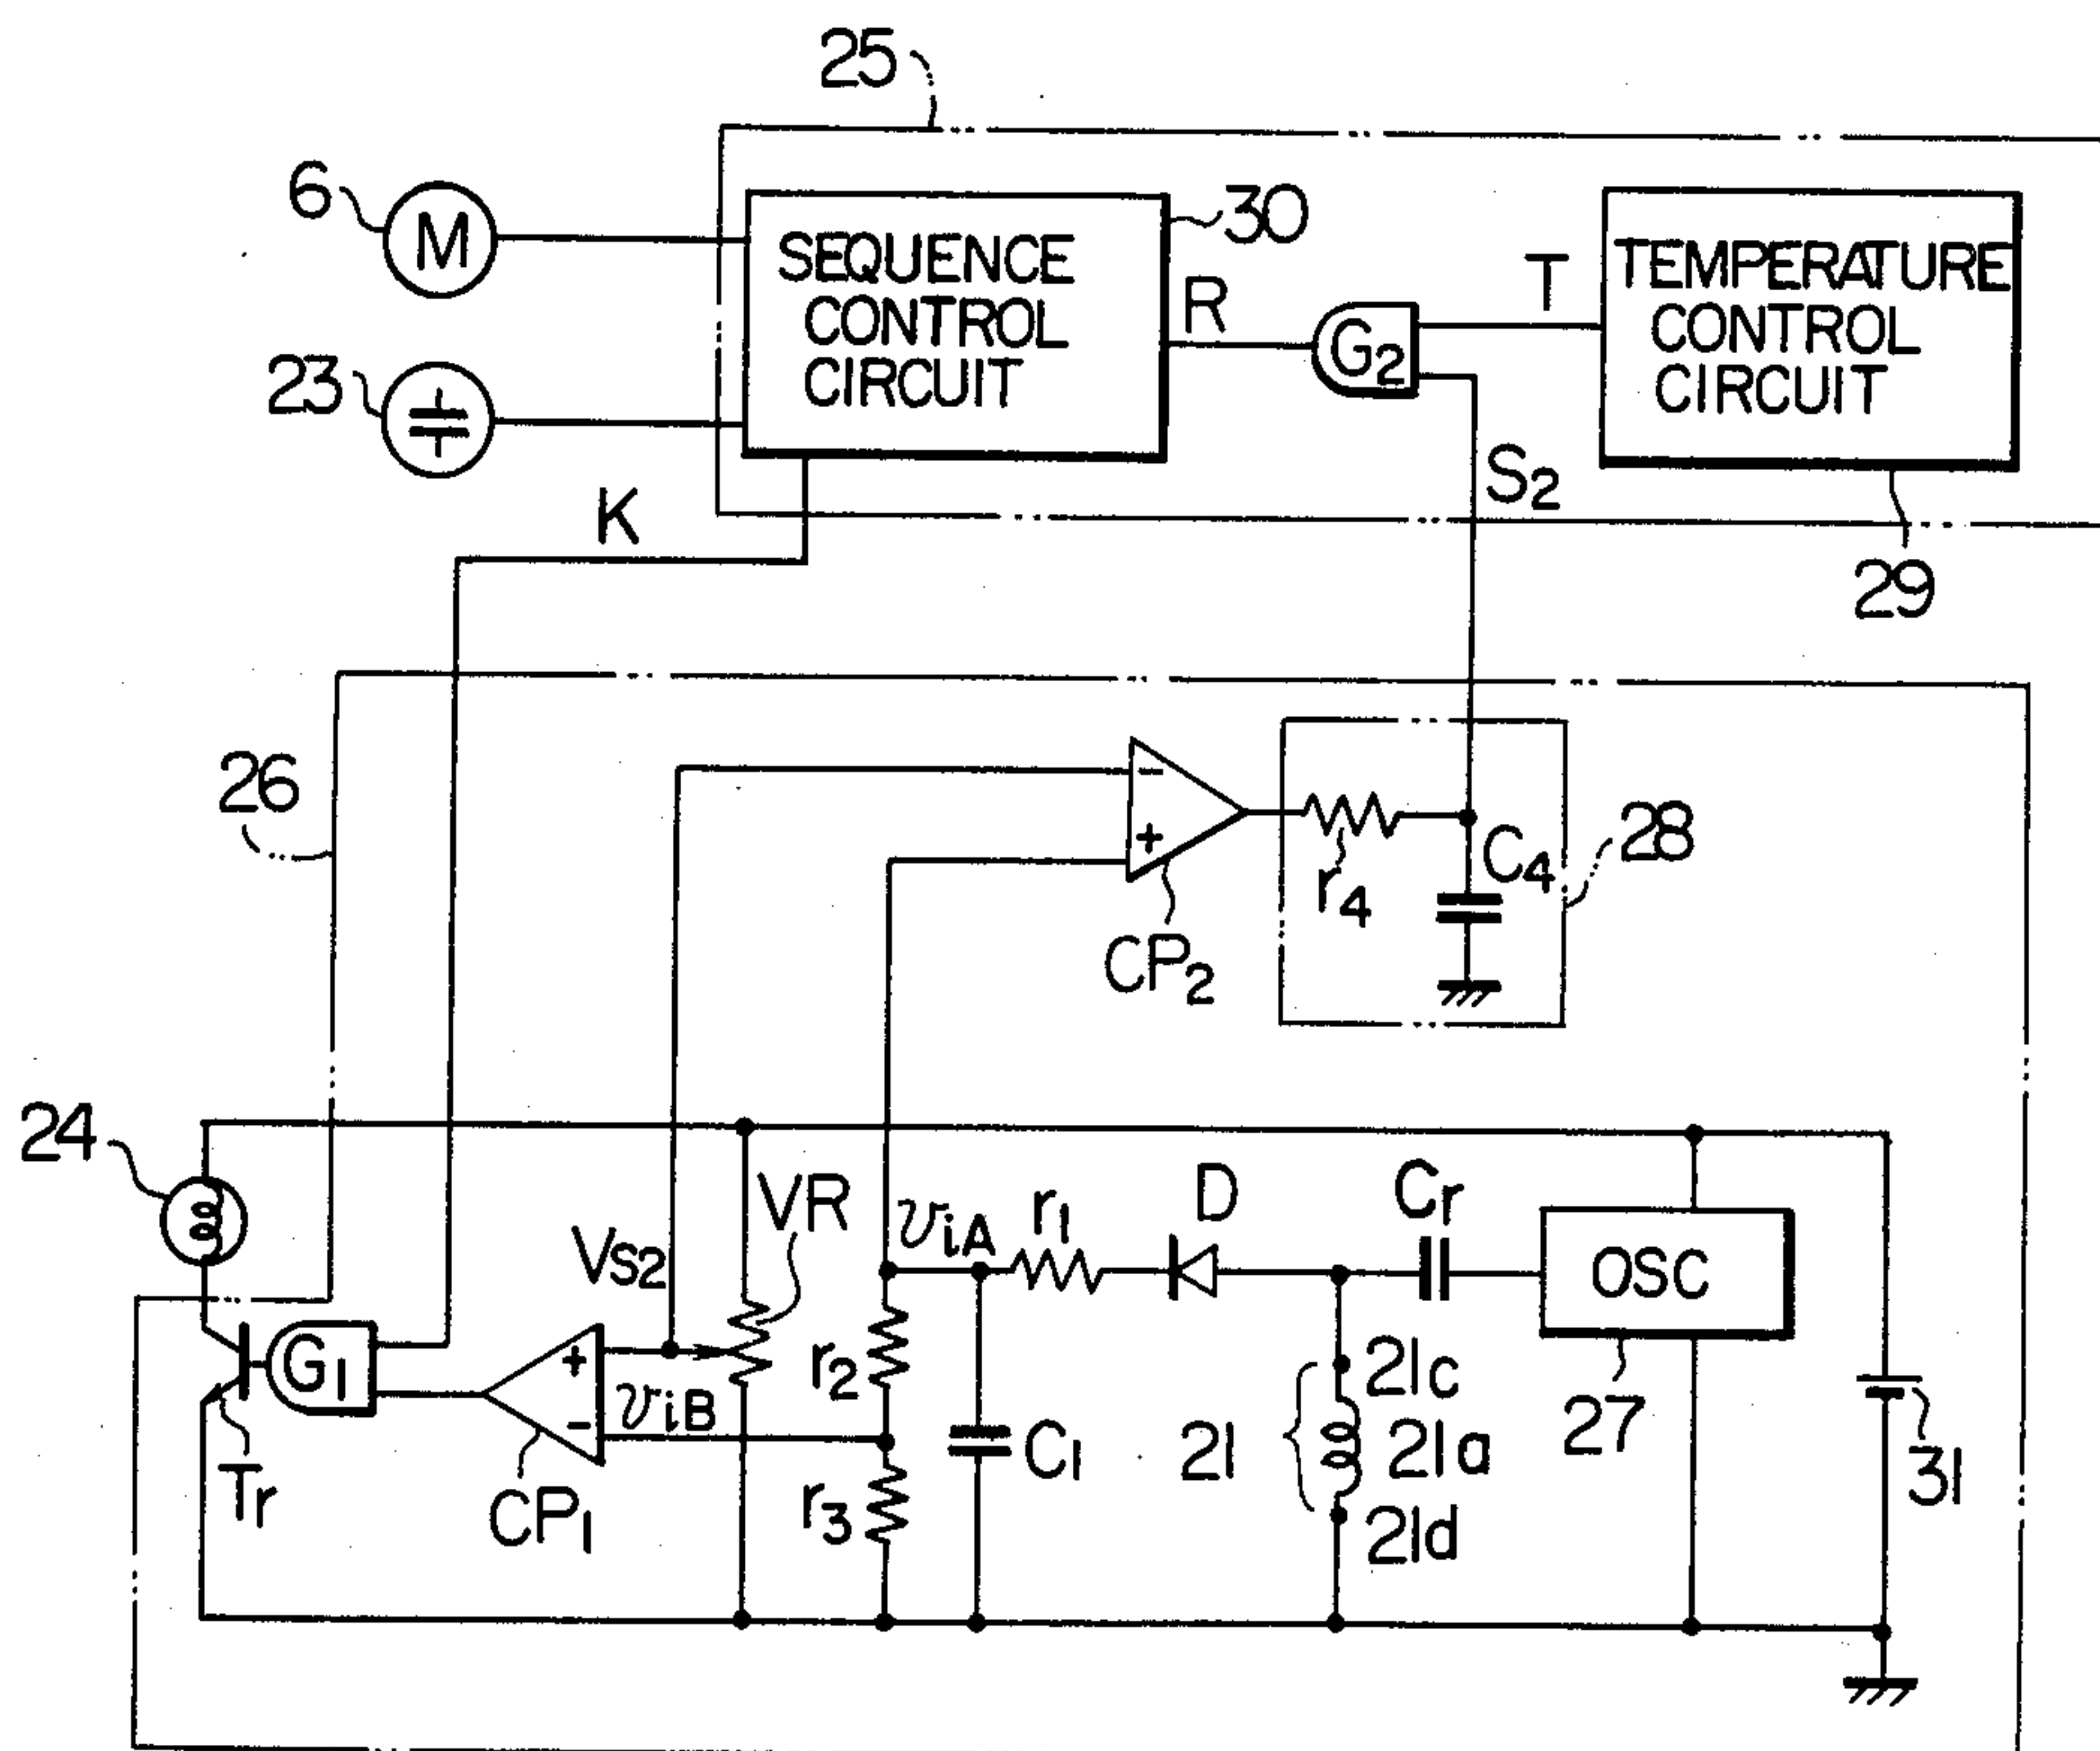 25
6
M
SEQUENCE
CONTROL
CIRCUIT
30
R
G2
T
TEMPERATURE
CONTROL
CIRCUIT
23
K
S2
29
26
-
+
CP2
r4
C4
28
24
VS2
VR
viA
r1
D
Cr
OSC
27
31
G1
Tr
+
-
CP1
viB
r2
r3
C1
21
21c
21a
21d